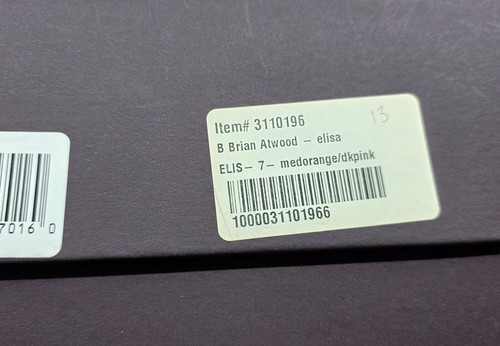 Item# 3110196
13
B Brian Atwood – elisa
ELIS– 7– medorange/dkpink
1000031101966
7016 0